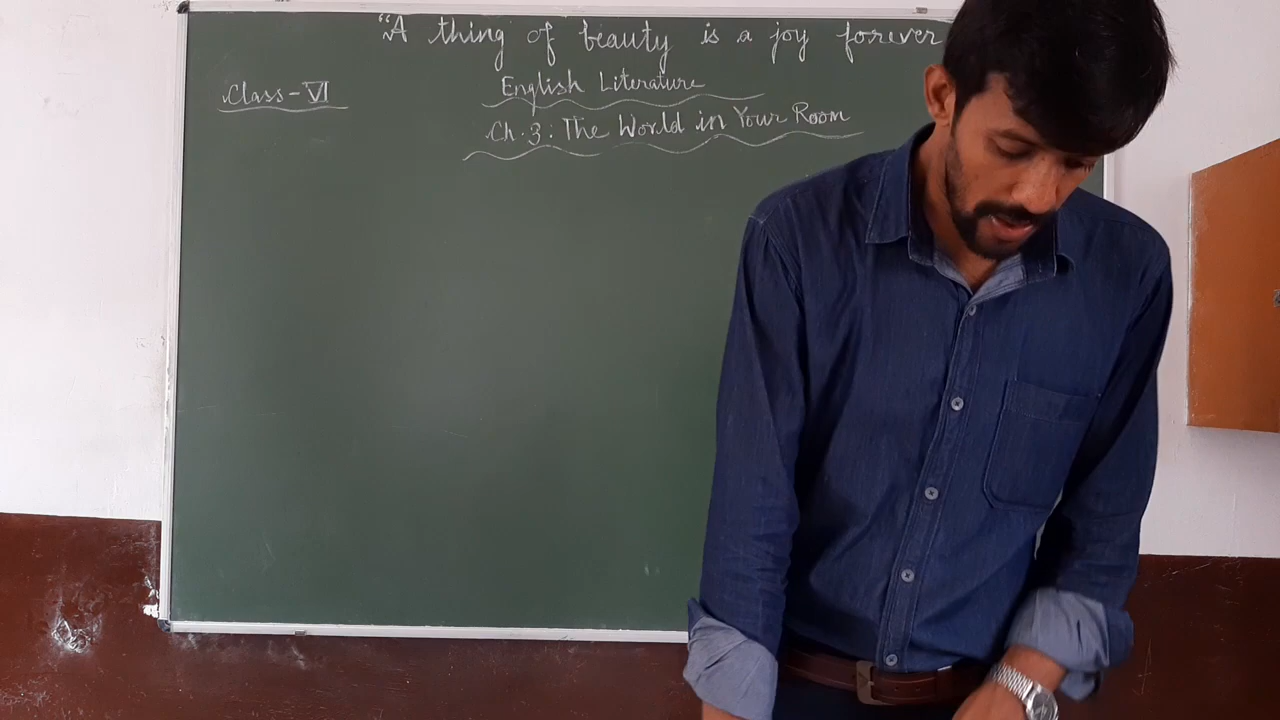 "A thing of beauty is a joy forever
English Literature
Class - VI
Ch. 3 : The World in Your Room